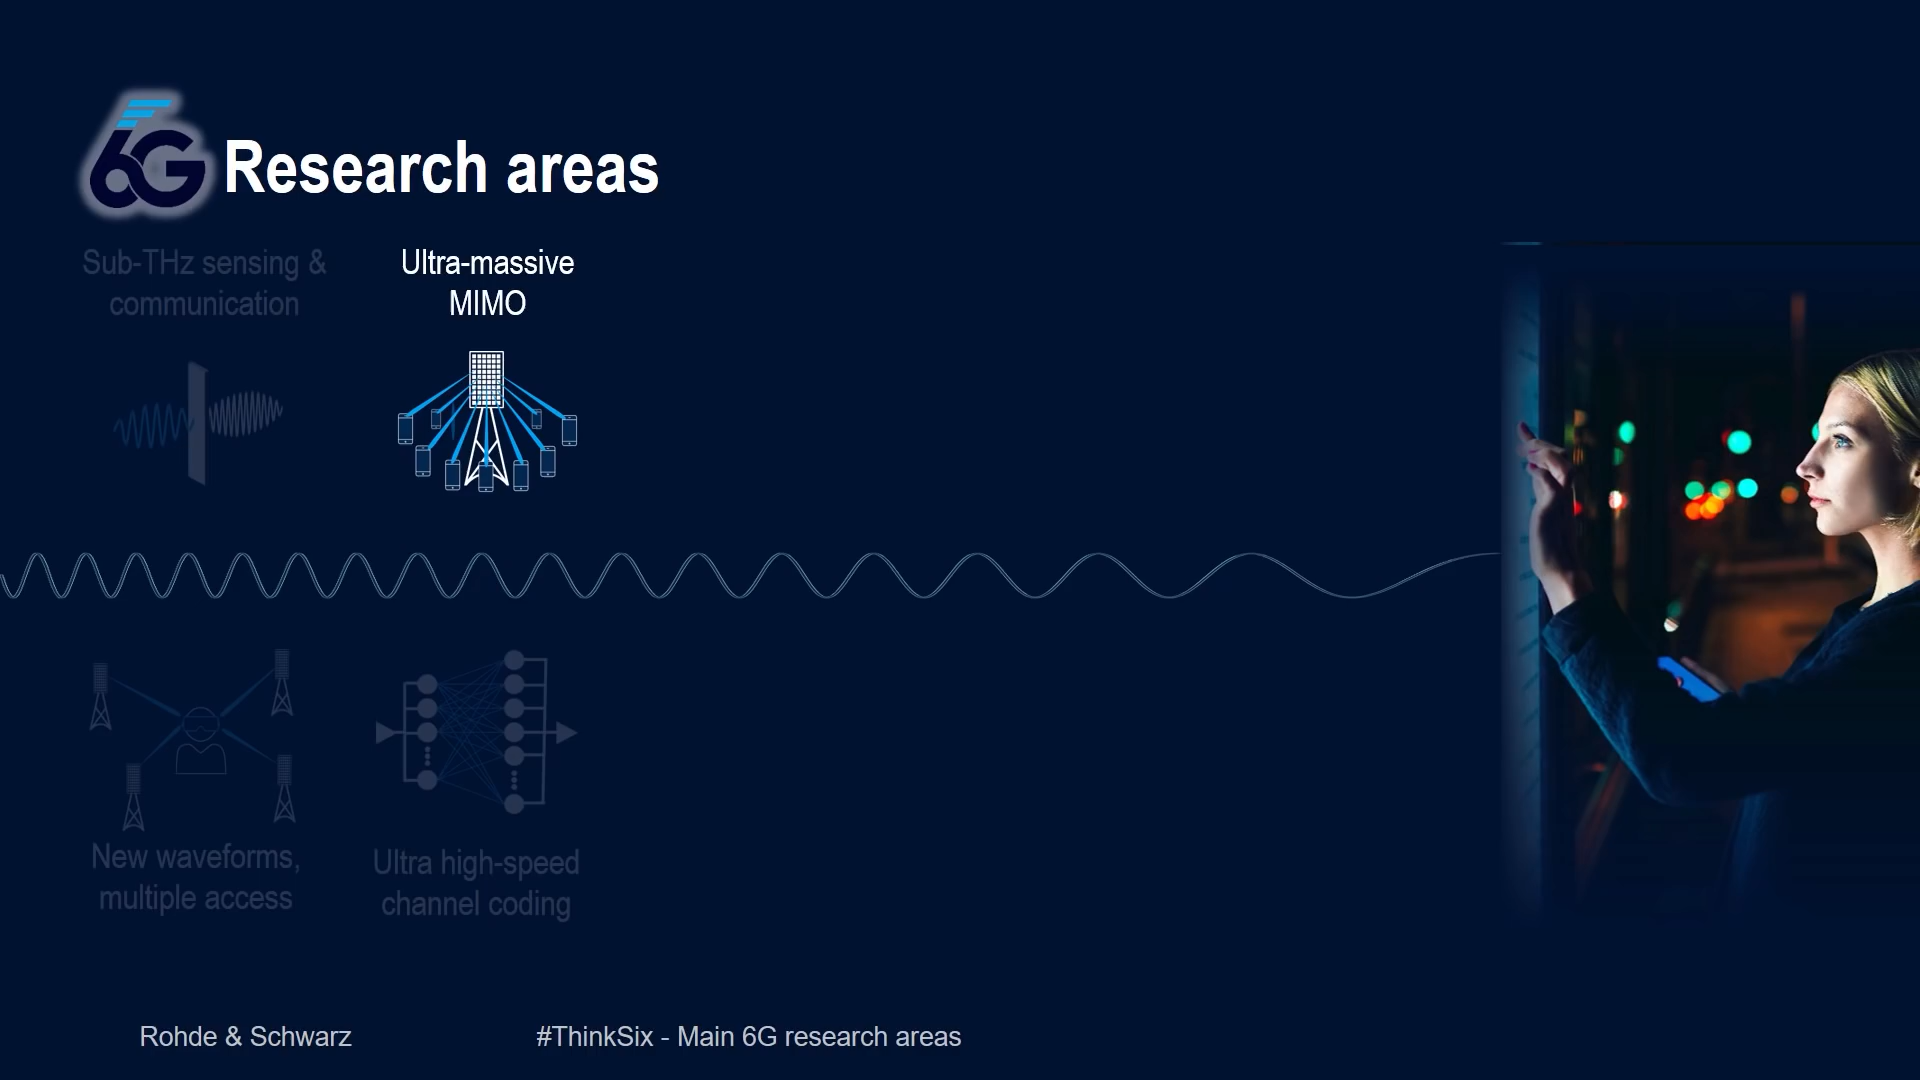 6G Research areas
Sub-THz sensing &
communication
Ultra-massive
MIMO
New waveforms,
multiple access
Ultra high-speed
channel coding
Rohde & Schwarz
#ThinkSix - Main 6G research areas